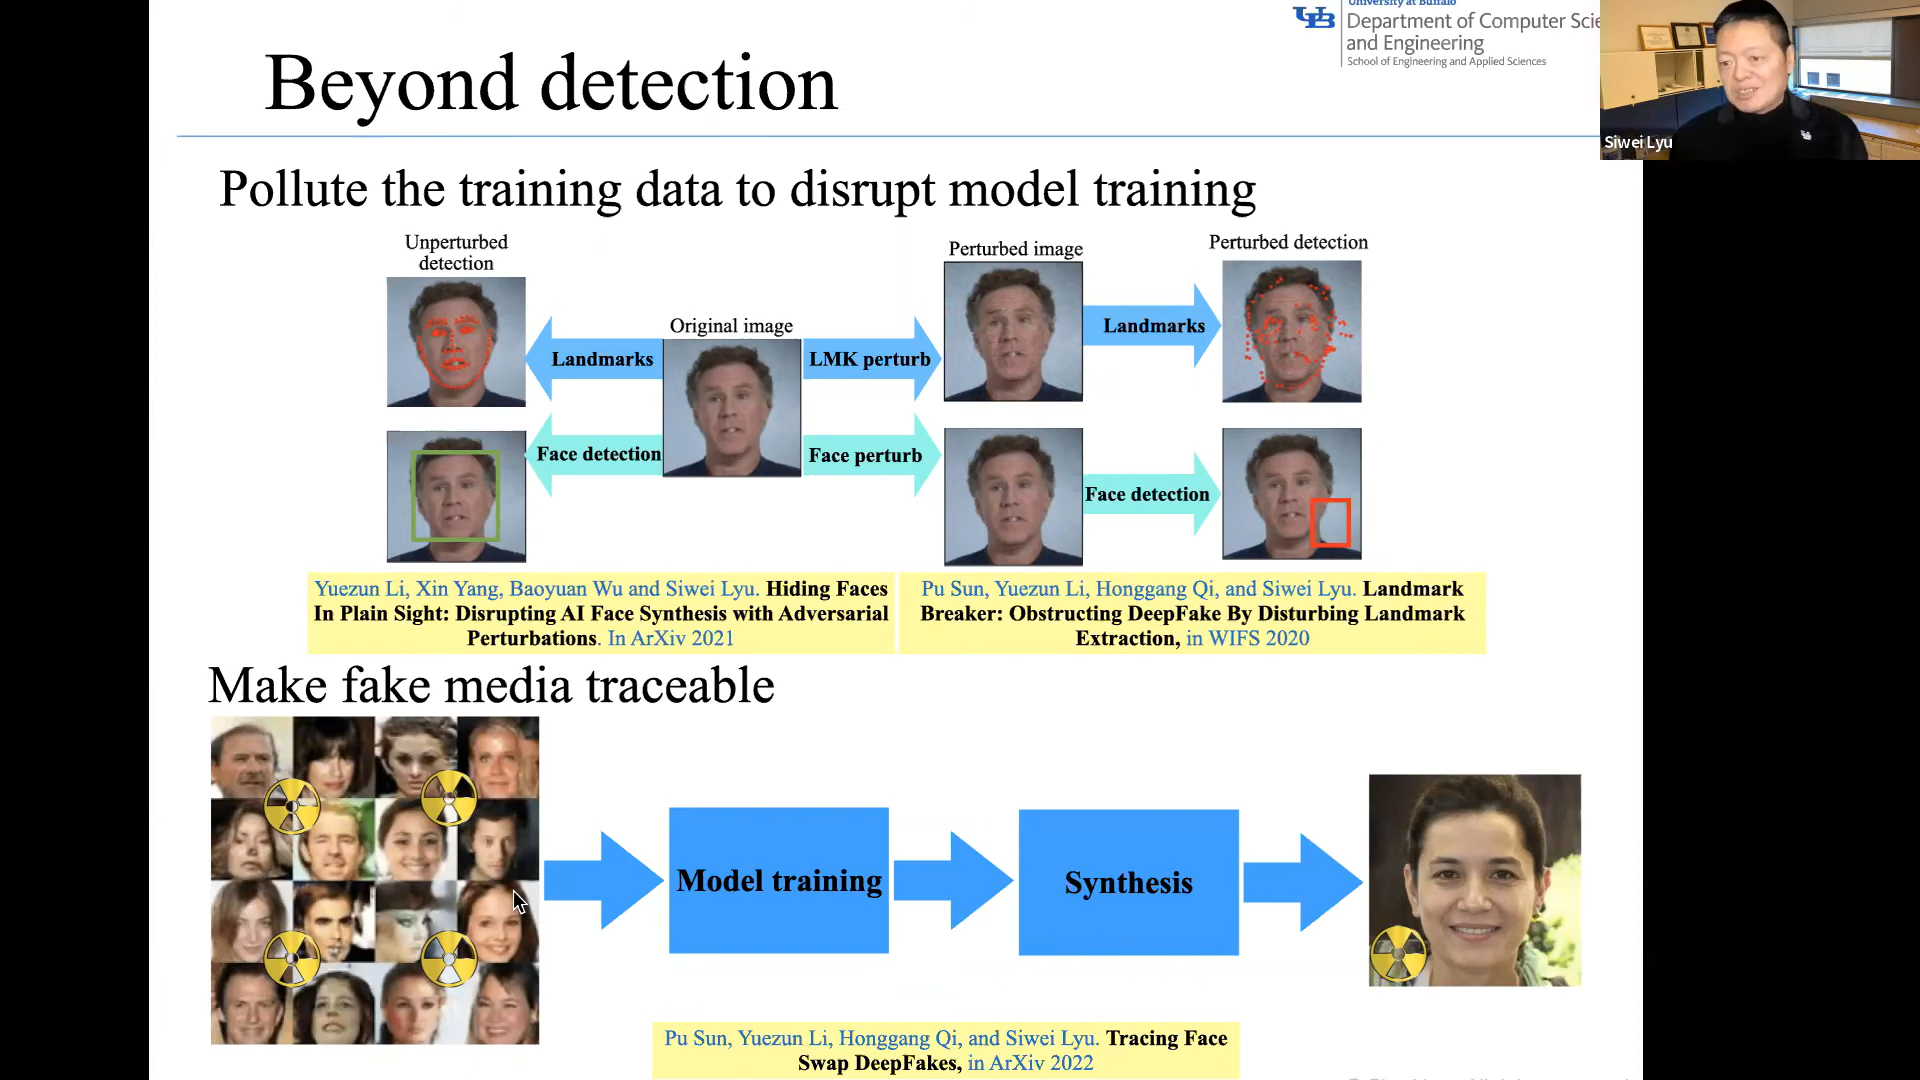 University at Buffalo
Department of Computer Scie
and Engineering
School of Engineering and Applied Sciences
Siwei Lyu
Beyond detection
Pollute the training data to disrupt model training
Unperturbed
detection
Perturbed image
Perturbed detection
Original image
Landmarks
LMK perturb
Landmarks
Face detection
Face perturb
Face detection
Yuezun Li, Xin Yang, Baoyuan Wu and Siwei Lyu. Hiding Faces
In Plain Sight: Disrupting AI Face Synthesis with Adversarial
Perturbations. In ArXiv 2021
Pu Sun, Yuezun Li, Honggang Qi, and Siwei Lyu. Landmark
Breaker: Obstructing DeepFake By Disturbing Landmark
Extraction, in WIFS 2020
Make fake media traceable
Model training
Synthesis
Pu Sun, Yuezun Li, Honggang Qi, and Siwei Lyu. Tracing Face
Swap DeepFakes, in ArXiv 2022